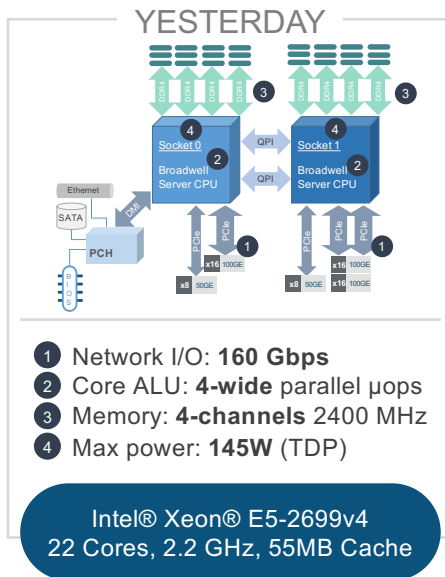 YESTERDAY
DDR4 DDR4 DDR4 DDR4 3
DDR4 DDR4 DDR4 DDR4 3
4
Socket 0
2
Broadwell
Server CPU
QPI
QPI
4
Socket 1
2
Broadwell
Server CPU
Ethernet
SATA
DMI
PCH
BIOS
PCIe PCIe 1
x16 100GE
x8 50GE
PCIe PCIe PCIe 1
x16 100GE
x8 50GE x16 100GE
1 Network I/O: 160 Gbps
2 Core ALU: 4-wide parallel μops
3 Memory: 4-channels 2400 MHz
4 Max power: 145W (TDP)
Intel® Xeon® E5-2699v4
22 Cores, 2.2 GHz, 55MB Cache